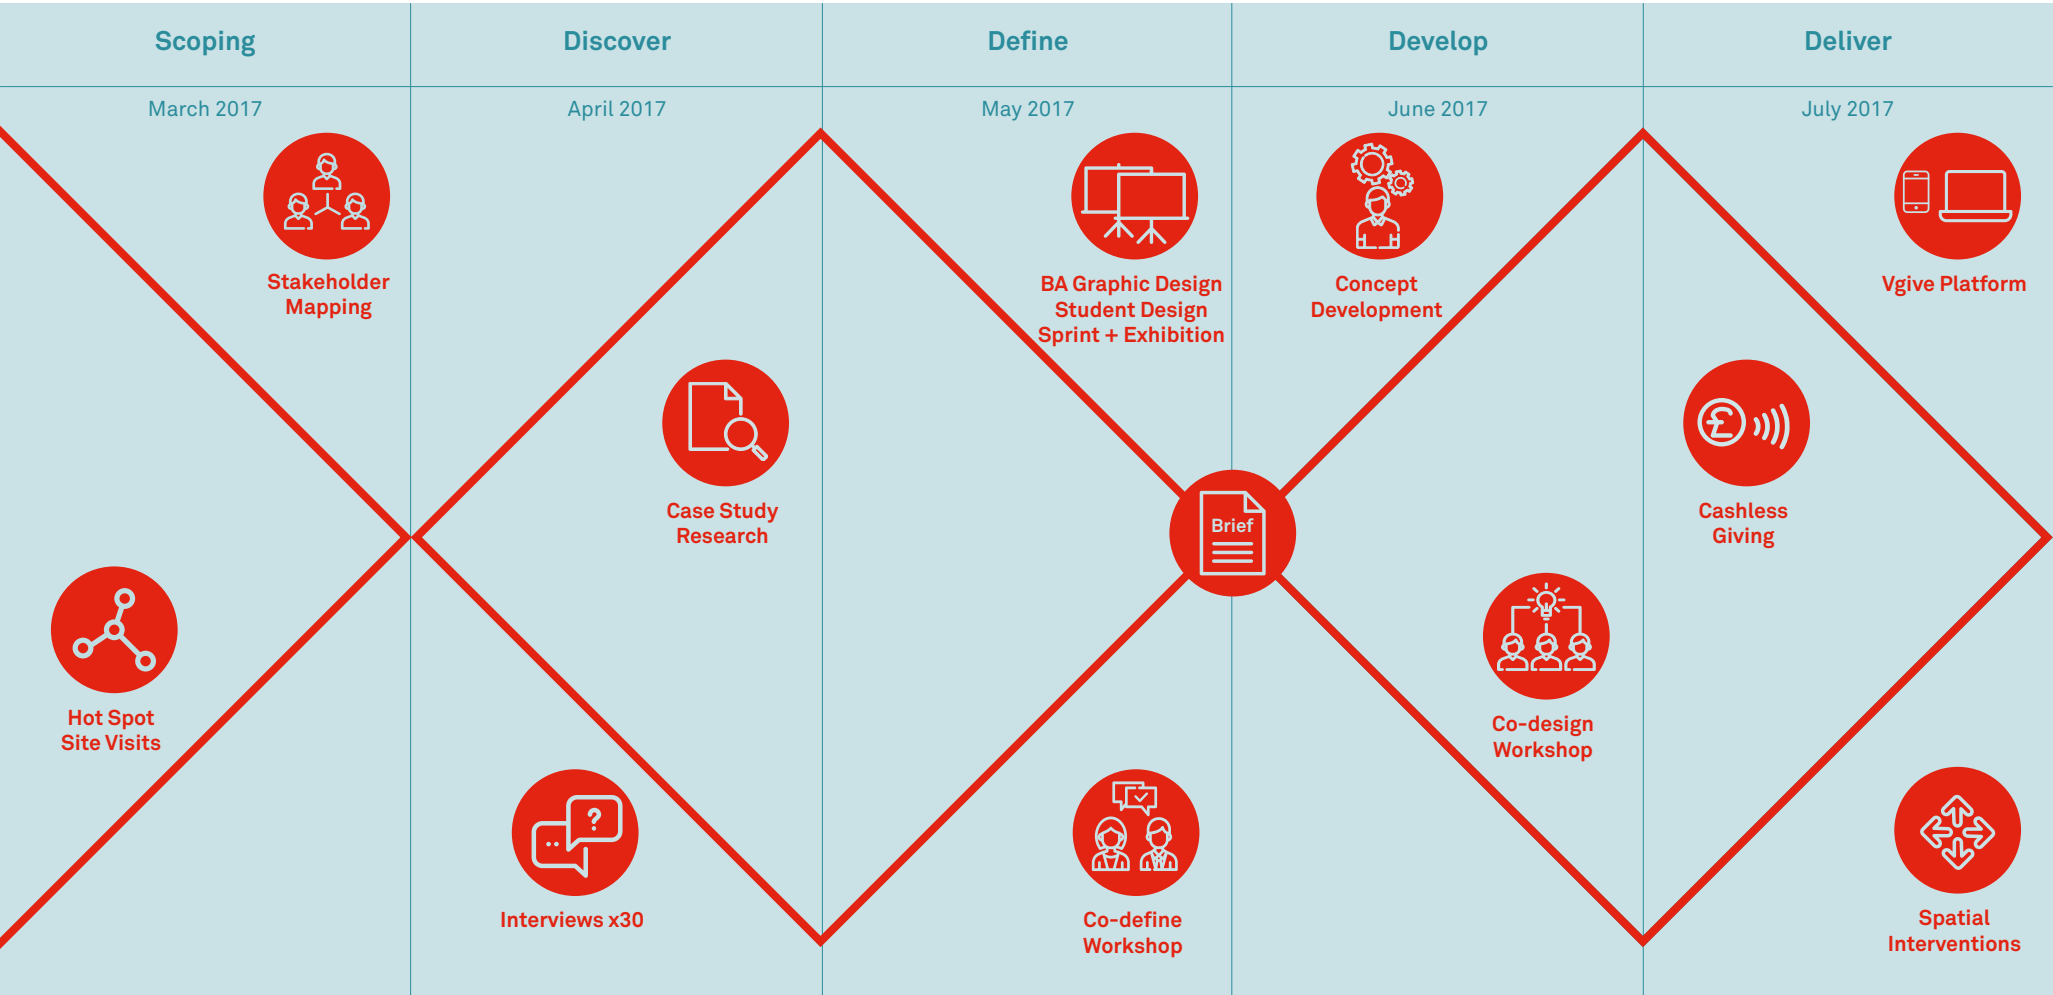 Scoping
Discover
Define
Develop
Deliver
March 2017
April 2017
May 2017
June 2017
July 2017
Stakeholder
Mapping
Hot Spot
Site Visits
Case Study
Research
?
Interviews x30
BA Graphic Design
Student Design
Sprint + Exhibition
Brief
Co-define
Workshop
Concept
Development
Co-design
Workshop
Vgive Platform
£
Cashless
Giving
Spatial
Interventions